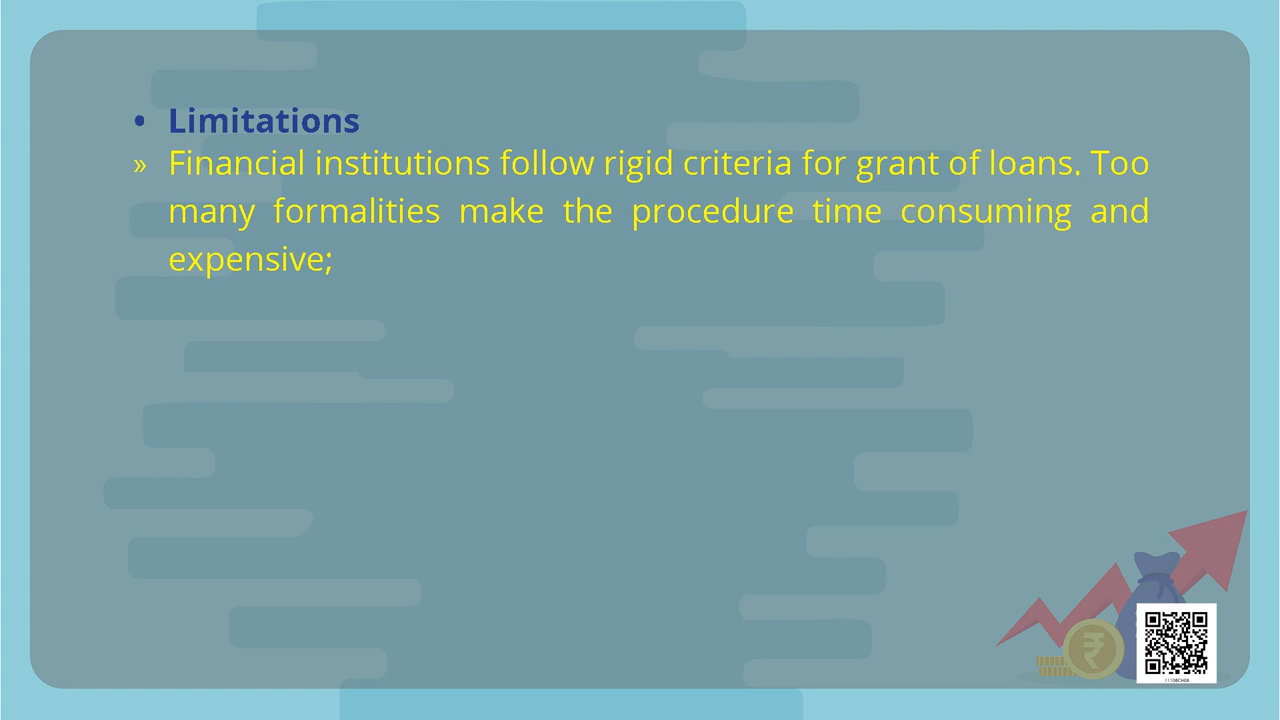 • Limitations
» Financial institutions follow rigid criteria for grant of loans. Too
many formalities make the procedure time consuming and
expensive;
₹
11108CH08